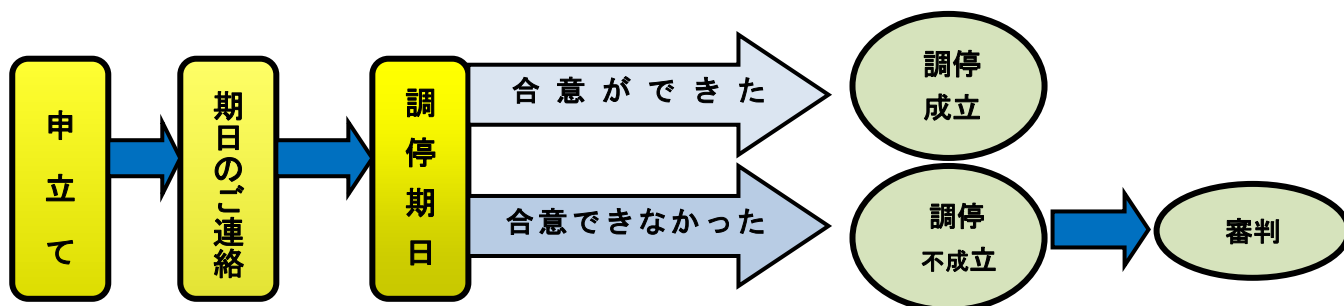 申立て
期日のご連絡
調停期日
合意ができた
調停
成立
合意できなかった
調停
不成立
審判